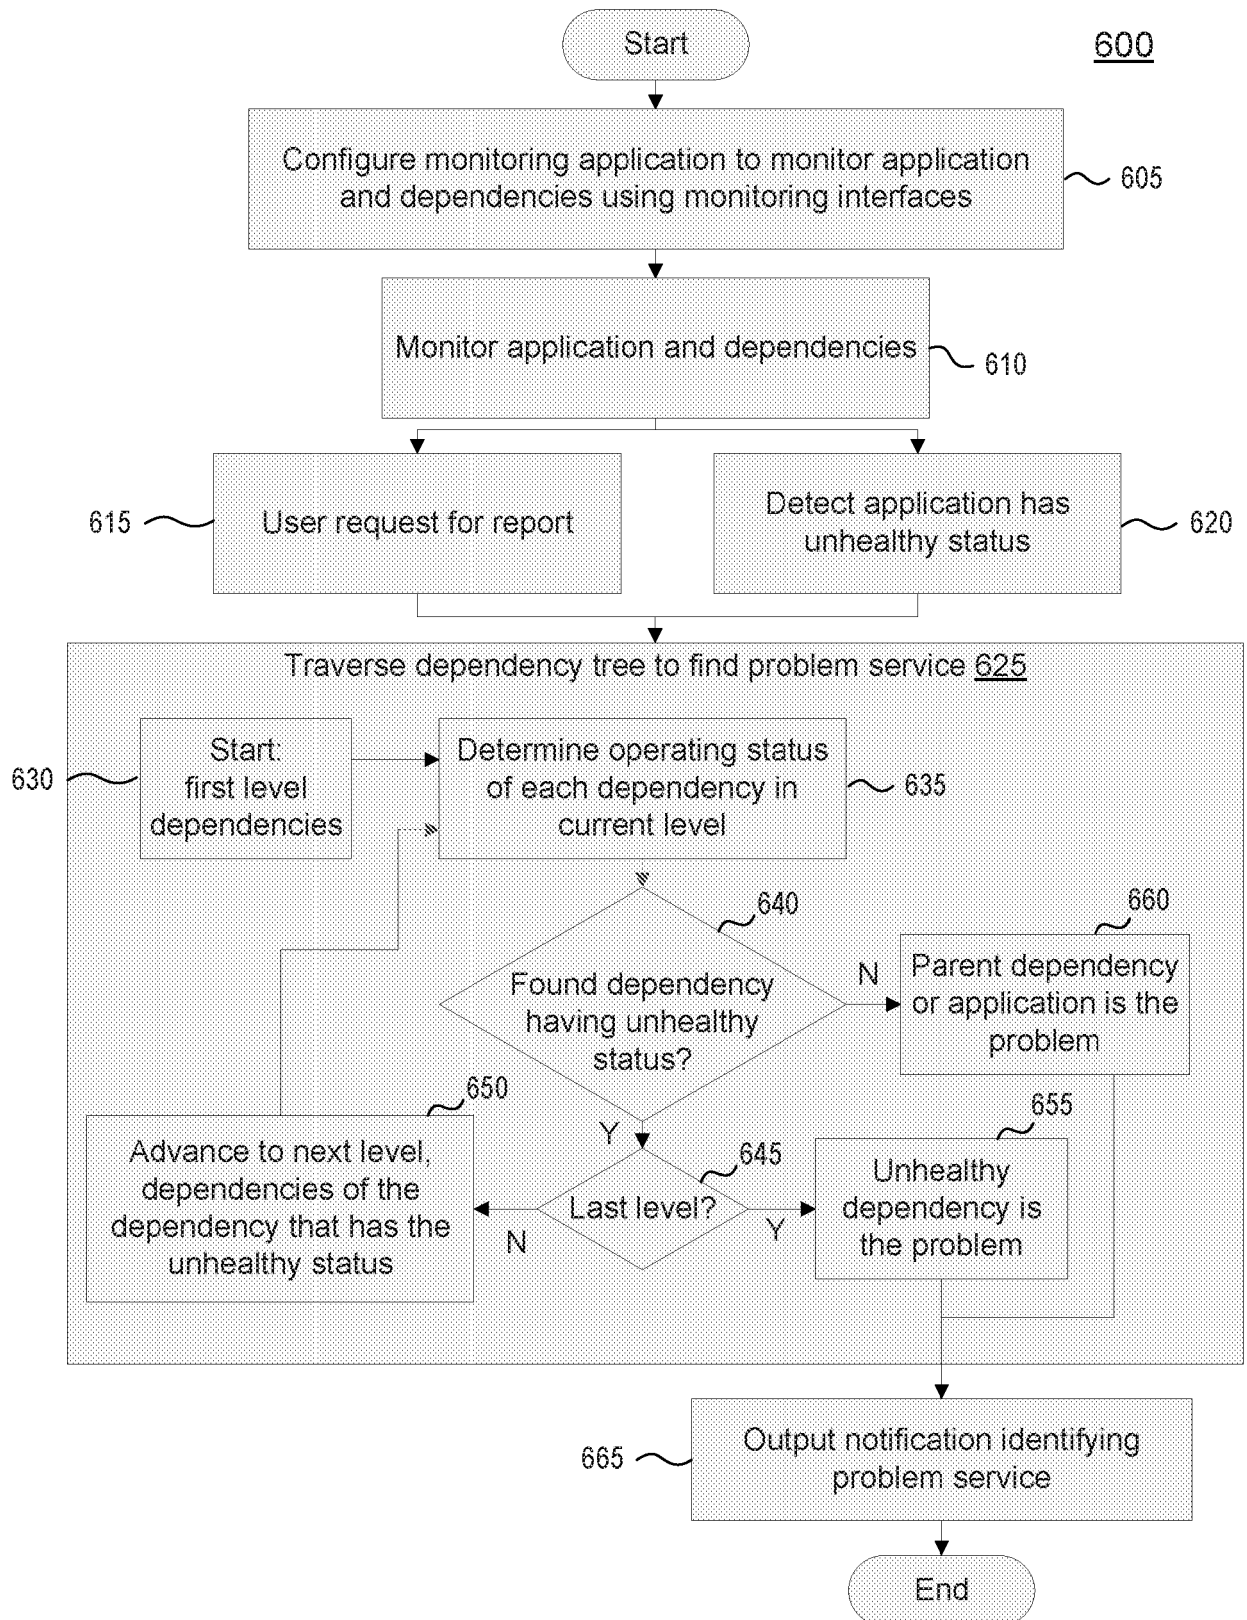 Start
600
Configure monitoring application to monitor application
and dependencies using monitoring interfaces
605
Monitor application and dependencies
610
615
User request for report
Detect application has
unhealthy status
620
Traverse dependency tree to find problem service 625
630
Start:
first level
dependencies
Determine operating status
of each dependency in
current level
635
640
Found dependency
having unhealthy
status?
N
660
Parent dependency
or application is the
problem
Y
650
Advance to next level,
dependencies of the
dependency that has the
unhealthy status
645
Last level?
N
Y
655
Unhealthy
dependency is
the problem
665
Output notification identifying
problem service
End